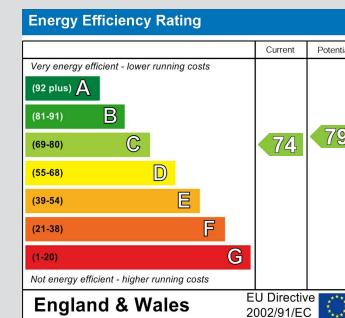 Energy Efficiency Rating
Current Potenti
Very energy efficient - lower running costs
(92 plus) A
(81-91) B
(69-80) C 74 79
(55-68) D
(39-54) E
(21-38) F
(1-20) G
Not energy efficient - higher running costs
England & Wales
EU Directive
2002/91/EC